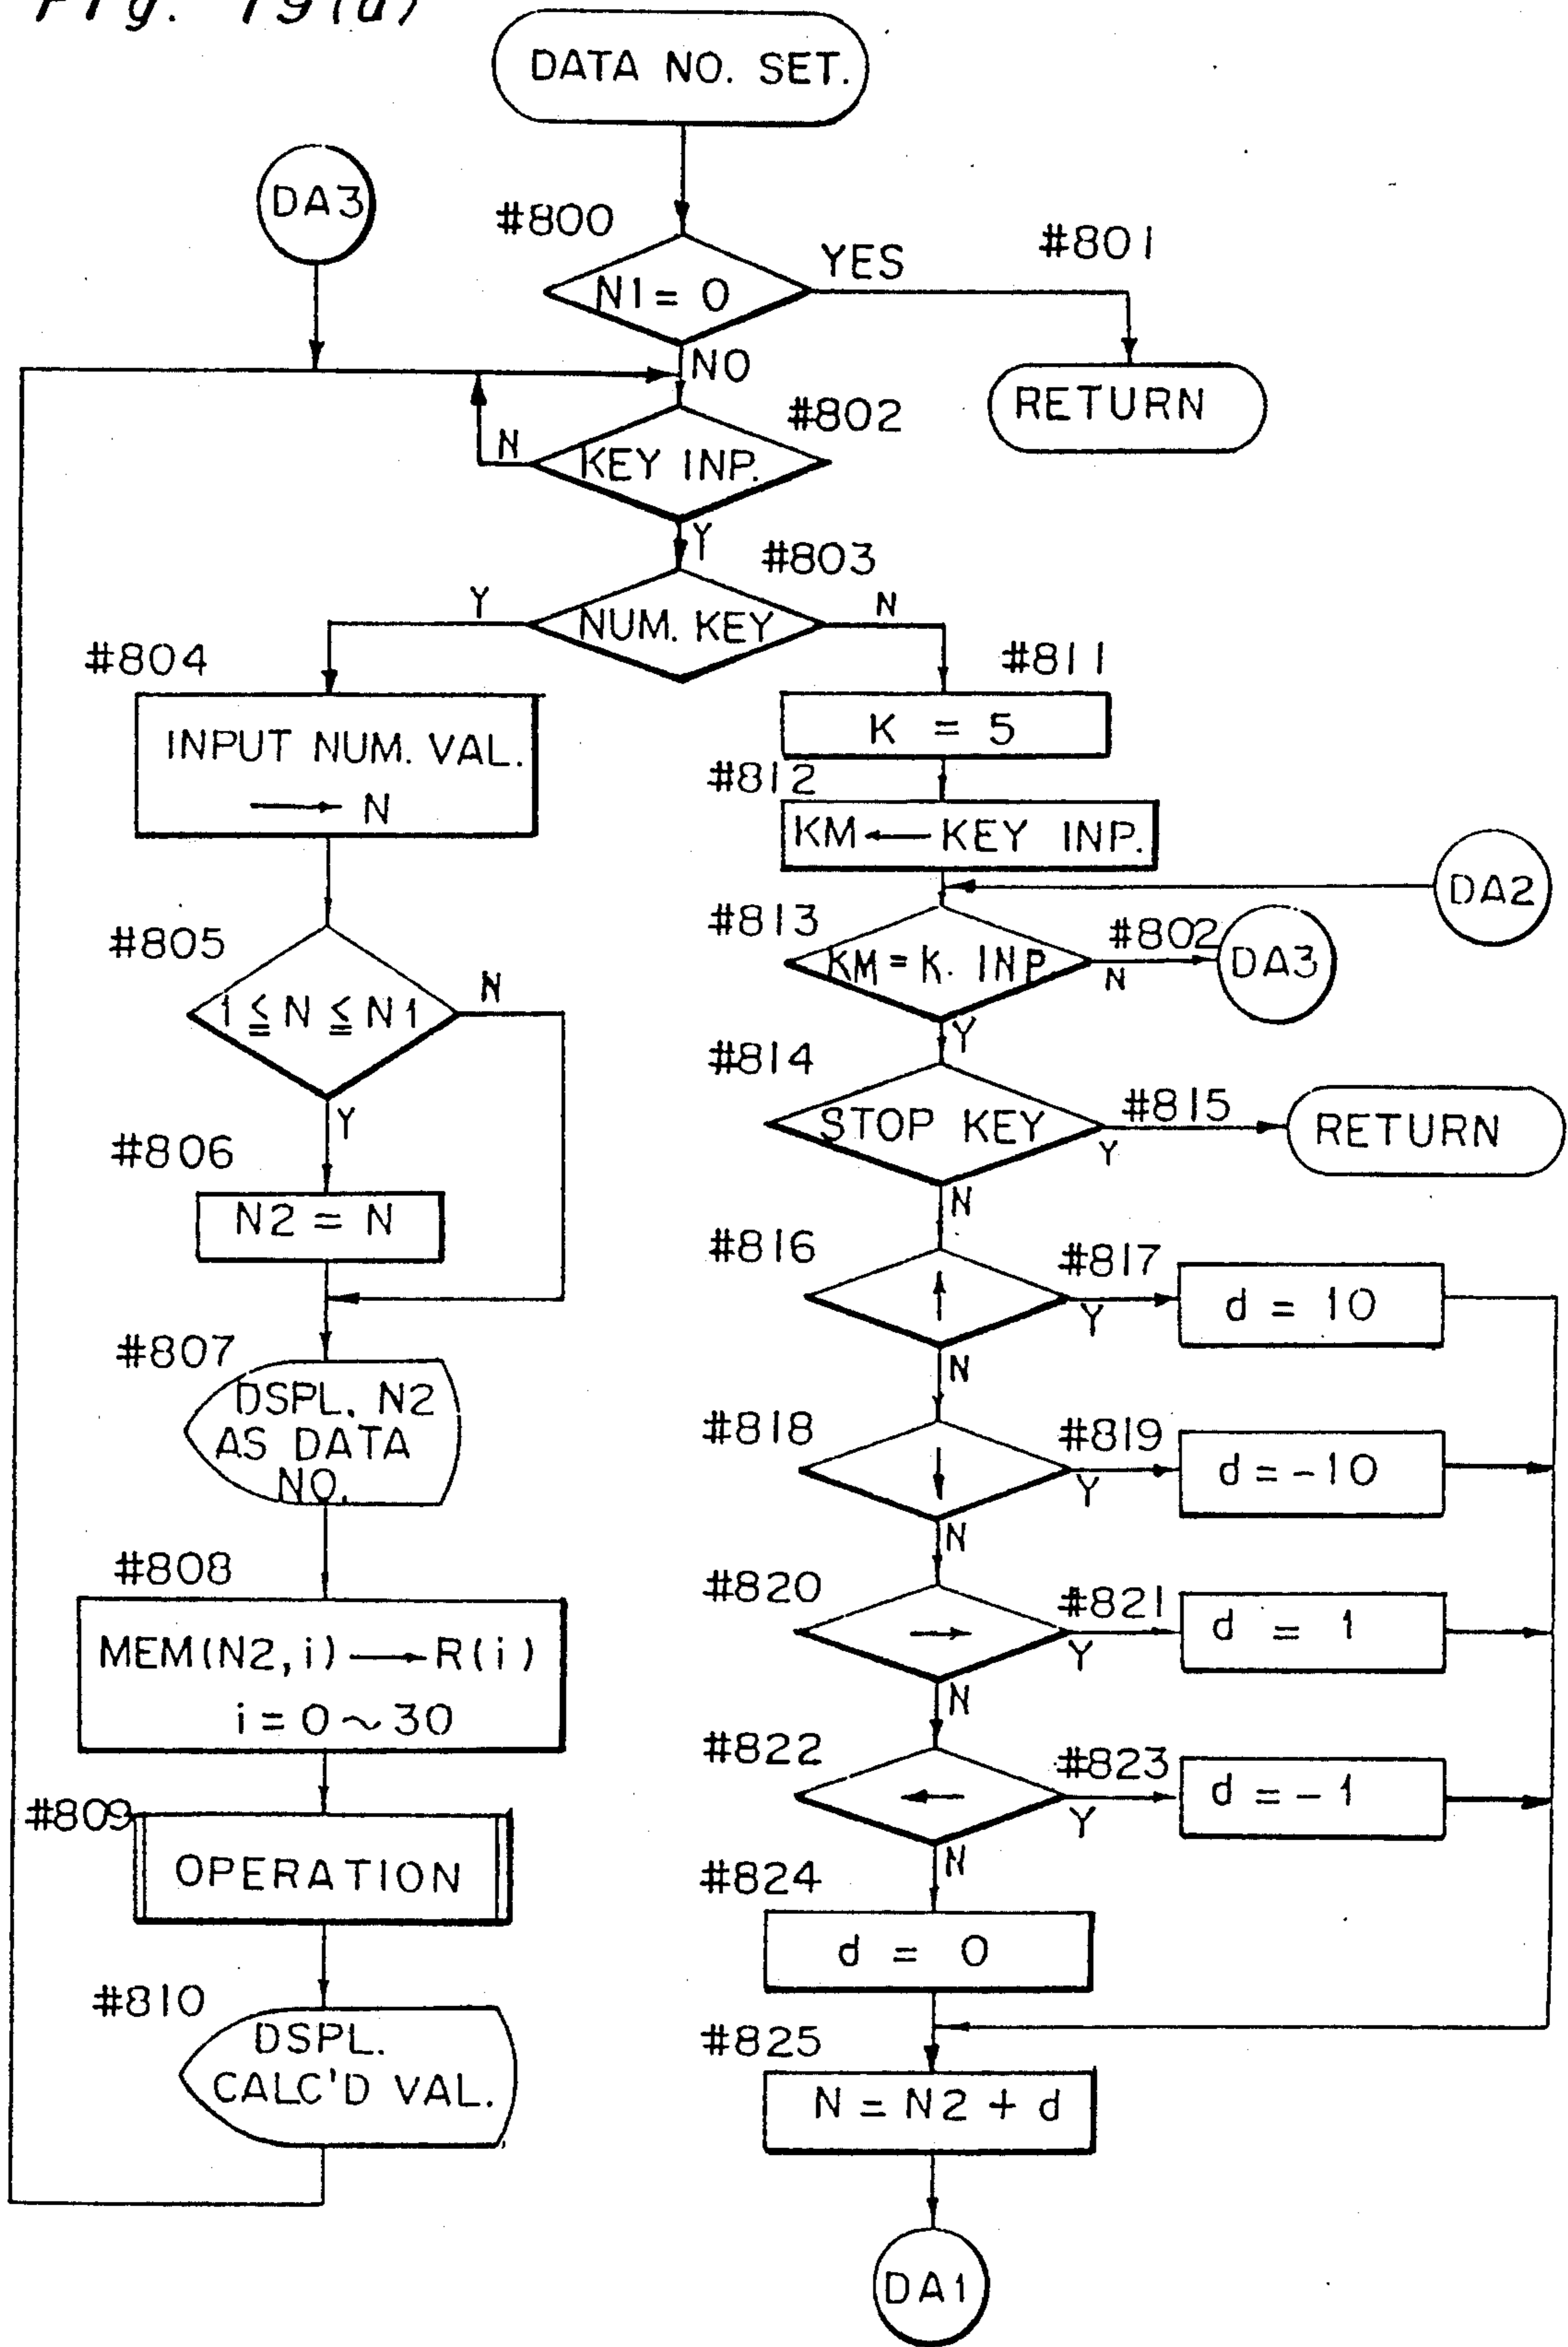 Fig. 19(a)
DATA NO. SET.
DA3
#800
N1 = 0
YES
#801
RETURN
NO
#802
KEY INP.
N
Y
#803
NUM. KEY
Y
N
#804
INPUT NUM. VAL.
→ N
#805
1 ≦ N ≦ N1
N
Y
#806
N2 = N
#807
DSPL. N2
AS DATA
NO.
#808
MEM(N2, i) → R(i)
i = 0 ~ 30
#809
OPERATION
#810
DSPL.
CALC'D VAL.
#811
K = 5
#812
KM ← KEY INP.
DA2
#813
KM = K. INP
#802
N
DA3
Y
#814
STOP KEY
#815
Y
RETURN
N
#816
↑
#817
Y
d = 10
N
#818
↓
#819
Y
d = -10
N
#820
→
#821
Y
d = 1
N
#822
←
#823
Y
d = -1
N
#824
d = 0
#825
N = N2 + d
DA1